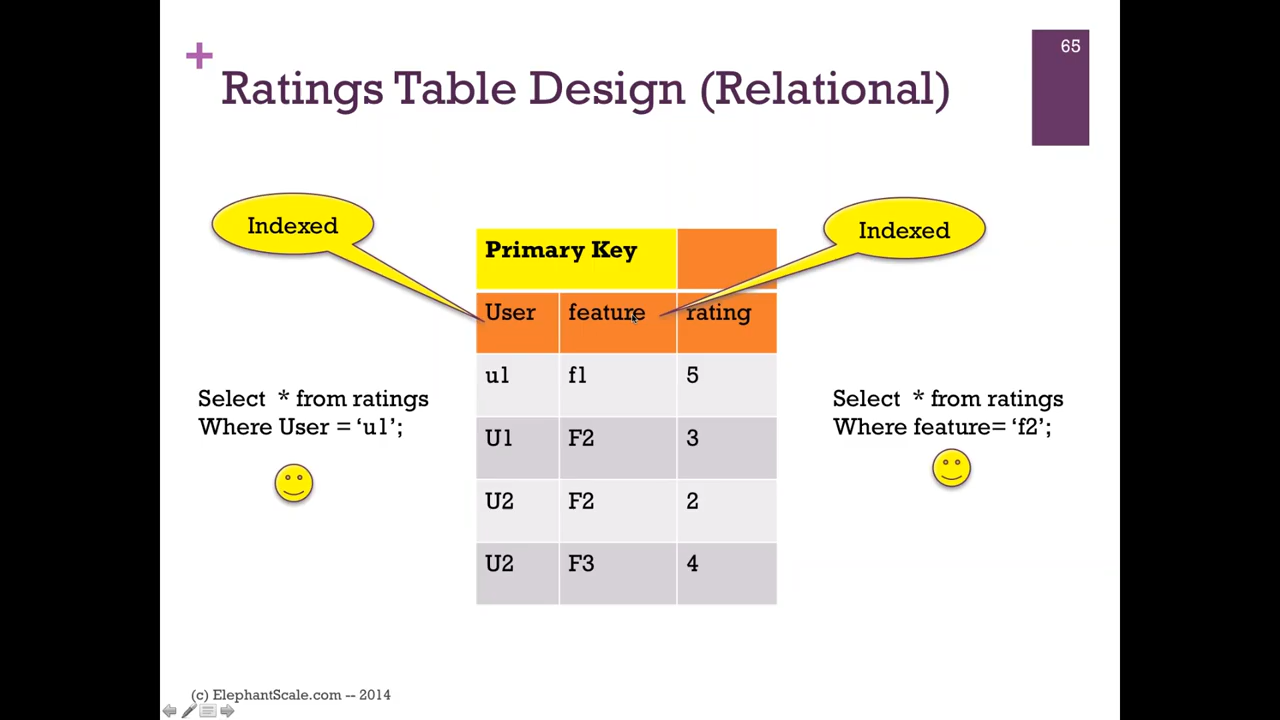 65
+
Ratings Table Design (Relational)
Indexed
Indexed
Primary Key
User feature rating
u1 f1 5
U1 F2 3
U2 F2 2
U2 F3 4
Select * from ratings
Where User = ‘u1’;
Select * from ratings
Where feature= ‘f2’;
(c) ElephantScale.com -- 2014